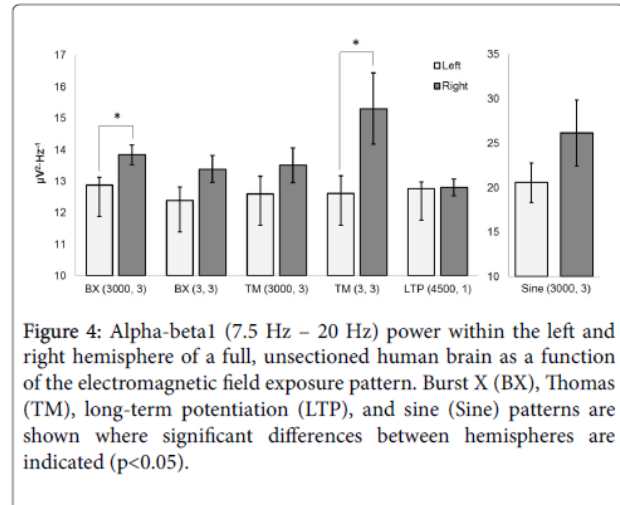 17
16
15
14
13
12
11
10
µV²·Hz⁻¹
*
*
Left
Right
BX (3000, 3)
BX (3, 3)
TM (3000, 3)
TM (3, 3)
LTP (4500, 1)
35
30
25
20
15
10
Sine (3000, 3)
Figure 4: Alpha-beta1 (7.5 Hz – 20 Hz) power within the left and
right hemisphere of a full, unsectioned human brain as a function
of the electromagnetic field exposure pattern. Burst X (BX), Thomas
(TM), long-term potentiation (LTP), and sine (Sine) patterns are
shown where significant differences between hemispheres are
indicated (p<0.05).